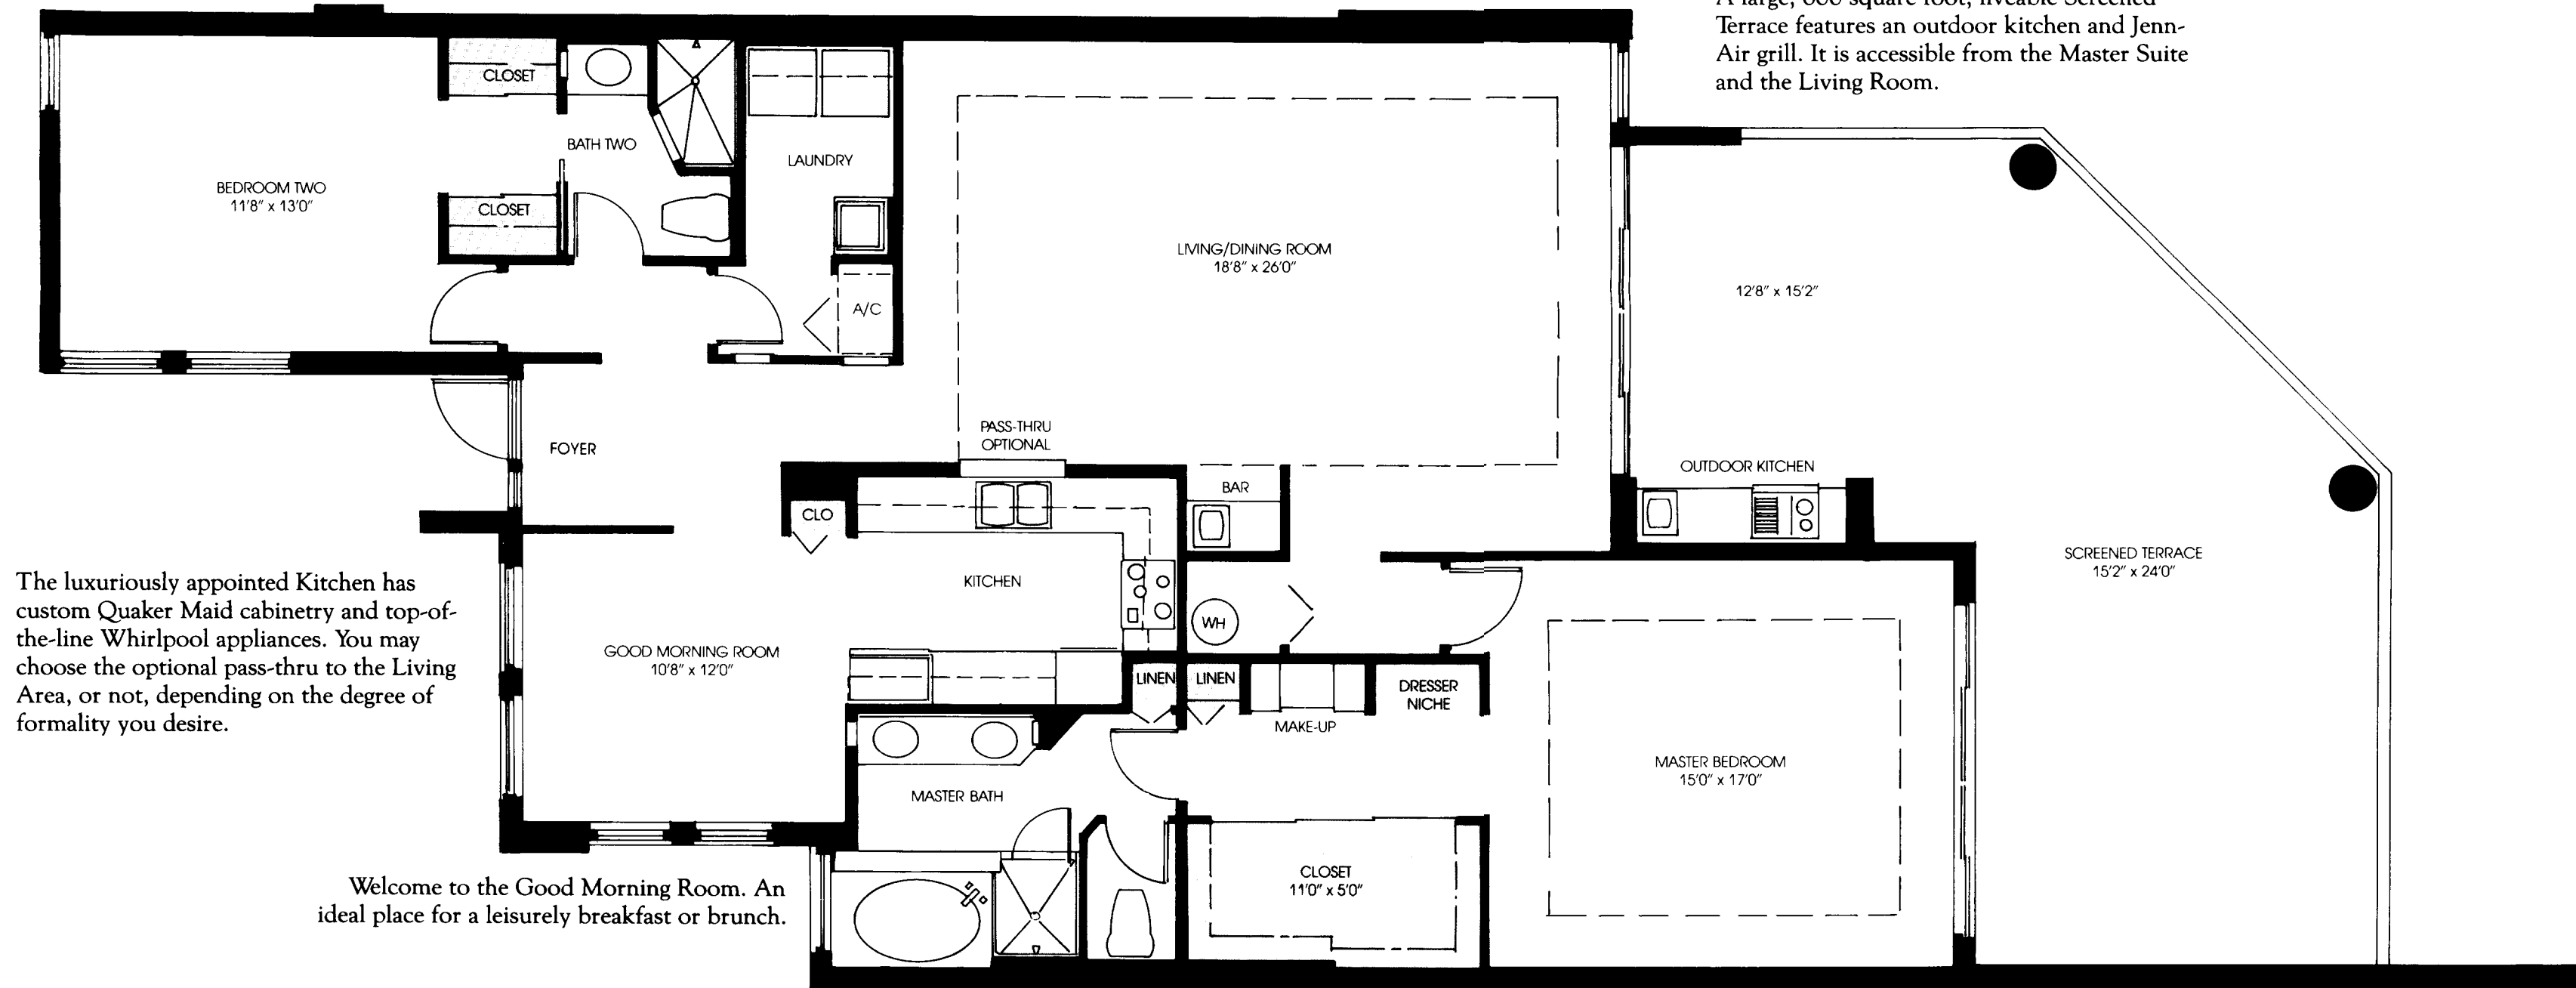 Terrace features an outdoor kitchen and Jenn-
Air grill. It is accessible from the Master Suite
and the Living Room.
CLOSET
BATH TWO
LAUNDRY
BEDROOM TWO
11'8" x 13'0"
CLOSET
LIVING/DINING ROOM
18'8" x 26'0"
A/C
12'8" x 15'2"
PASS-THRU
OPTIONAL
FOYER
OUTDOOR KITCHEN
BAR
CLO
SCREENED TERRACE
15'2" x 24'0"
The luxuriously appointed Kitchen has
custom Quaker Maid cabinetry and top-of-
the-line Whirlpool appliances. You may
choose the optional pass-thru to the Living
Area, or not, depending on the degree of
formality you desire.
KITCHEN
WH
GOOD MORNING ROOM
10'8" x 12'0"
LINEN
LINEN
DRESSER
NICHE
MAKE-UP
MASTER BEDROOM
15'0" x 17'0"
MASTER BATH
CLOSET
11'0" x 5'0"
Welcome to the Good Morning Room. An
ideal place for a leisurely breakfast or brunch.